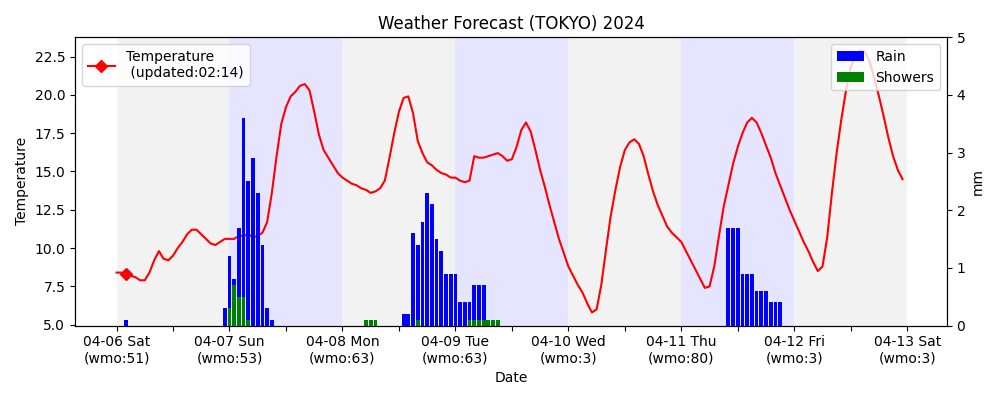 Weather Forecast (TOKYO) 2024
Temperature
(updated:02:14)
Rain
Showers
22.5
20.0
17.5
15.0
12.5
10.0
7.5
5.0
Temperature
5
4
3
2
1
0
mm
04-06 Sat
(wmo:51)
04-07 Sun
(wmo:53)
04-08 Mon
(wmo:63)
04-09 Tue
(wmo:63)
04-10 Wed
(wmo:3)
04-11 Thu
(wmo:80)
04-12 Fri
(wmo:3)
04-13 Sat
(wmo:3)
Date